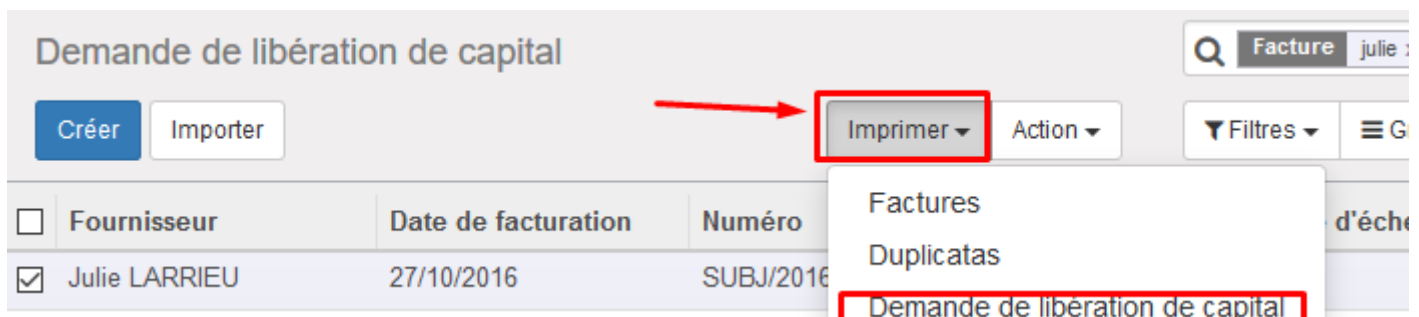 Demande de libération de capital
Facture julie
Créer Importer Imprimer Action Filtres
Fournisseur Date de facturation Numéro d'éche
Julie LARRIEU 27/10/2016 SUBJ/2016
Factures
Duplicatas
Demande de libération de capital